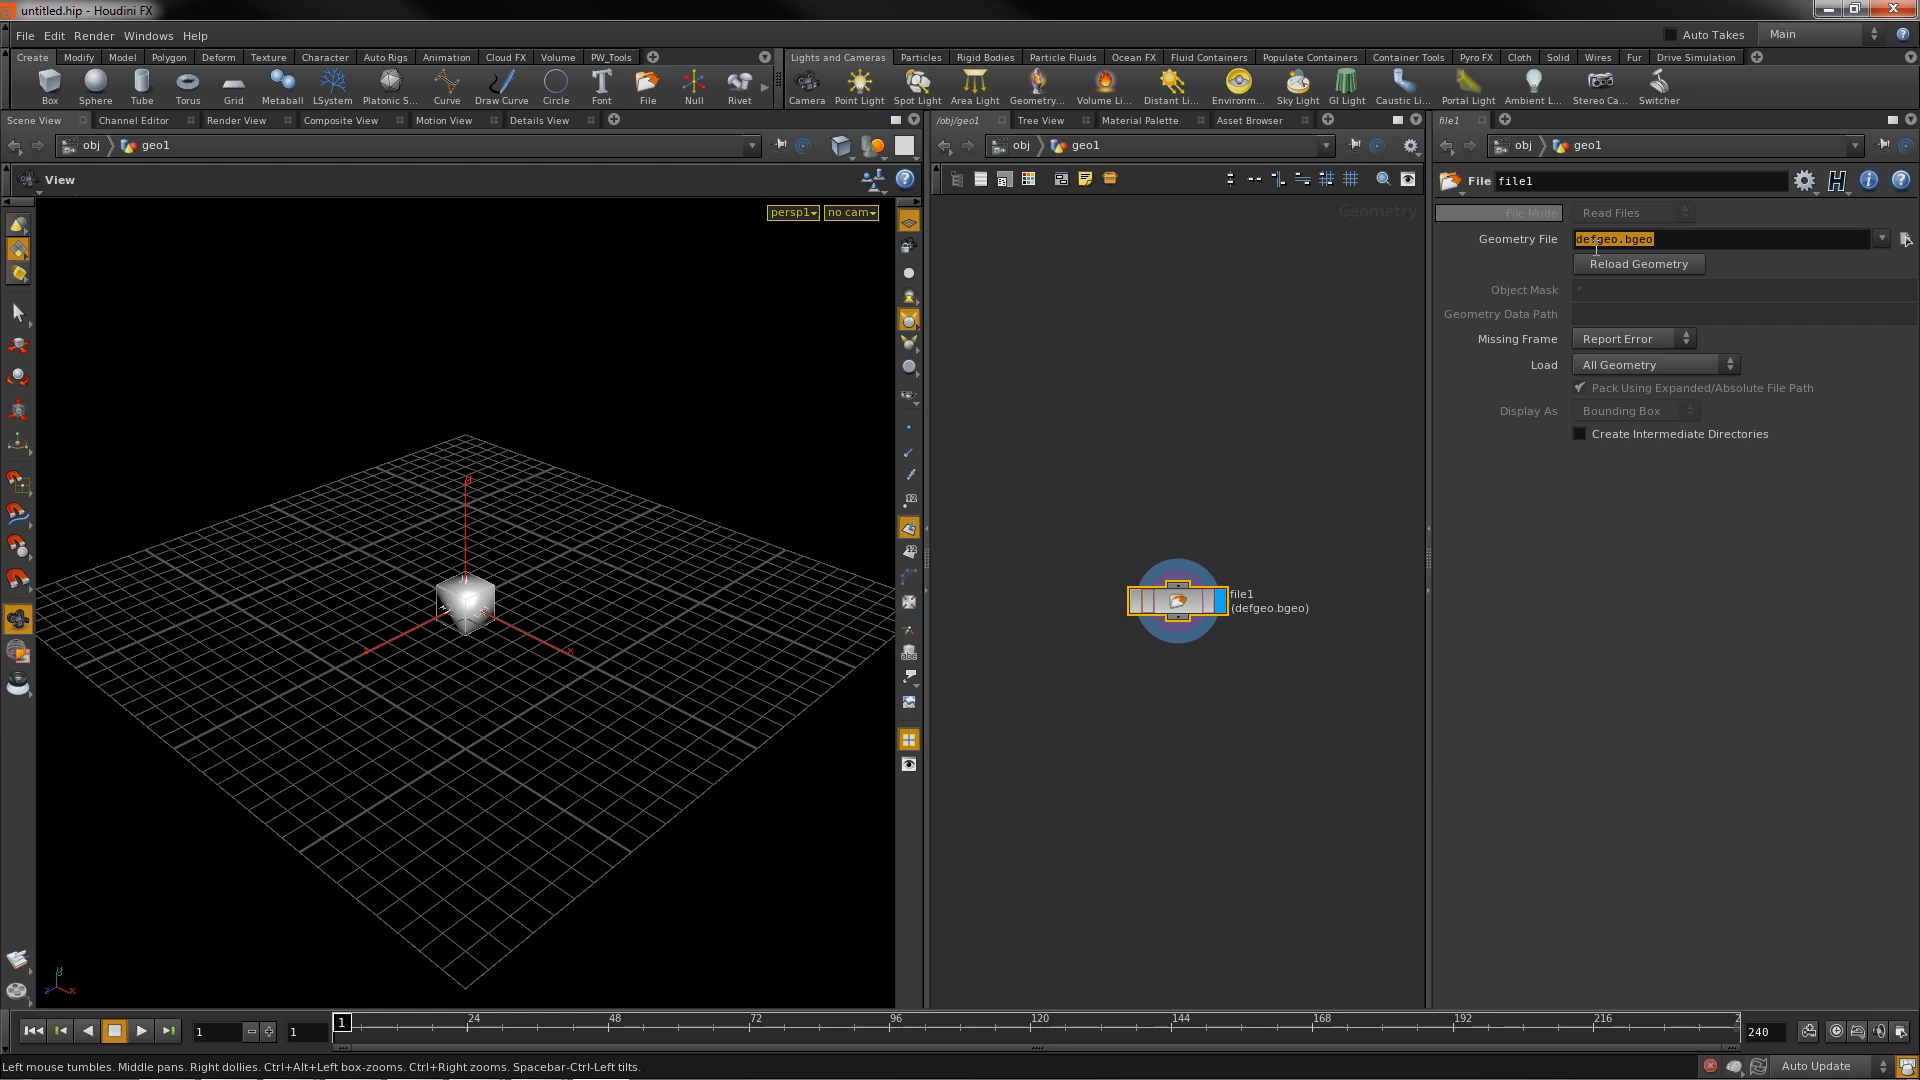 untitled.hip - Houdini FX
File Edit Render Windows Help
Auto Takes Main
Create Modify Model Polygon Deform Texture Character Auto Rigs Animation Cloud FX Volume PW_Tools
Lights and Cameras Particles Rigid Bodies Particle Fluids Ocean FX Fluid Containers Populate Containers Container Tools Pyro FX Cloth Solid Wires Fur Drive Simulation
Box Sphere Tube Torus Grid Metaball LSystem Platonic S... Curve Draw Curve Circle Font File Null Rivet
Camera Point Light Spot Light Area Light Geometry... Volume Li... Distant Li... Environm... Sky Light GI Light Caustic Li... Portal Light Ambient L... Stereo Ca... Switcher
Scene View Channel Editor Render View Composite View Motion View Details View
/obj/geo1 Tree View Material Palette Asset Browser
file1
obj geo1
obj geo1
obj geo1
View
File file1
persp1 no cam
Geometry
File Mode Read Files
Geometry File defgeo.bgeo
Reload Geometry
Object Mask *
Geometry Data Path
Missing Frame Report Error
Load All Geometry
Pack Using Expanded/Absolute File Path
Display As Bounding Box
Create Intermediate Directories
file1
(defgeo.bgeo)
y
x
z x
1 1 1 24 48 72 96 120 144 168 192 216 2 240
Left mouse tumbles. Middle pans. Right dollies. Ctrl+Alt+Left box-zooms. Ctrl+Right zooms. Spacebar-Ctrl-Left tilts.
Auto Update